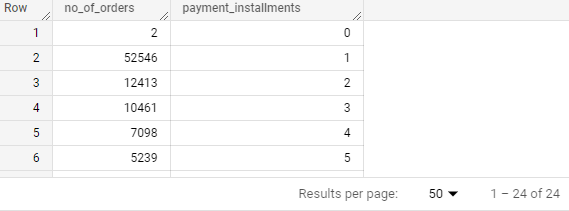 Row no_of_orders payment_installments
1 2 0
2 52546 1
3 12413 2
4 10461 3
5 7098 4
6 5239 5
Results per page: 50 1 – 24 of 24